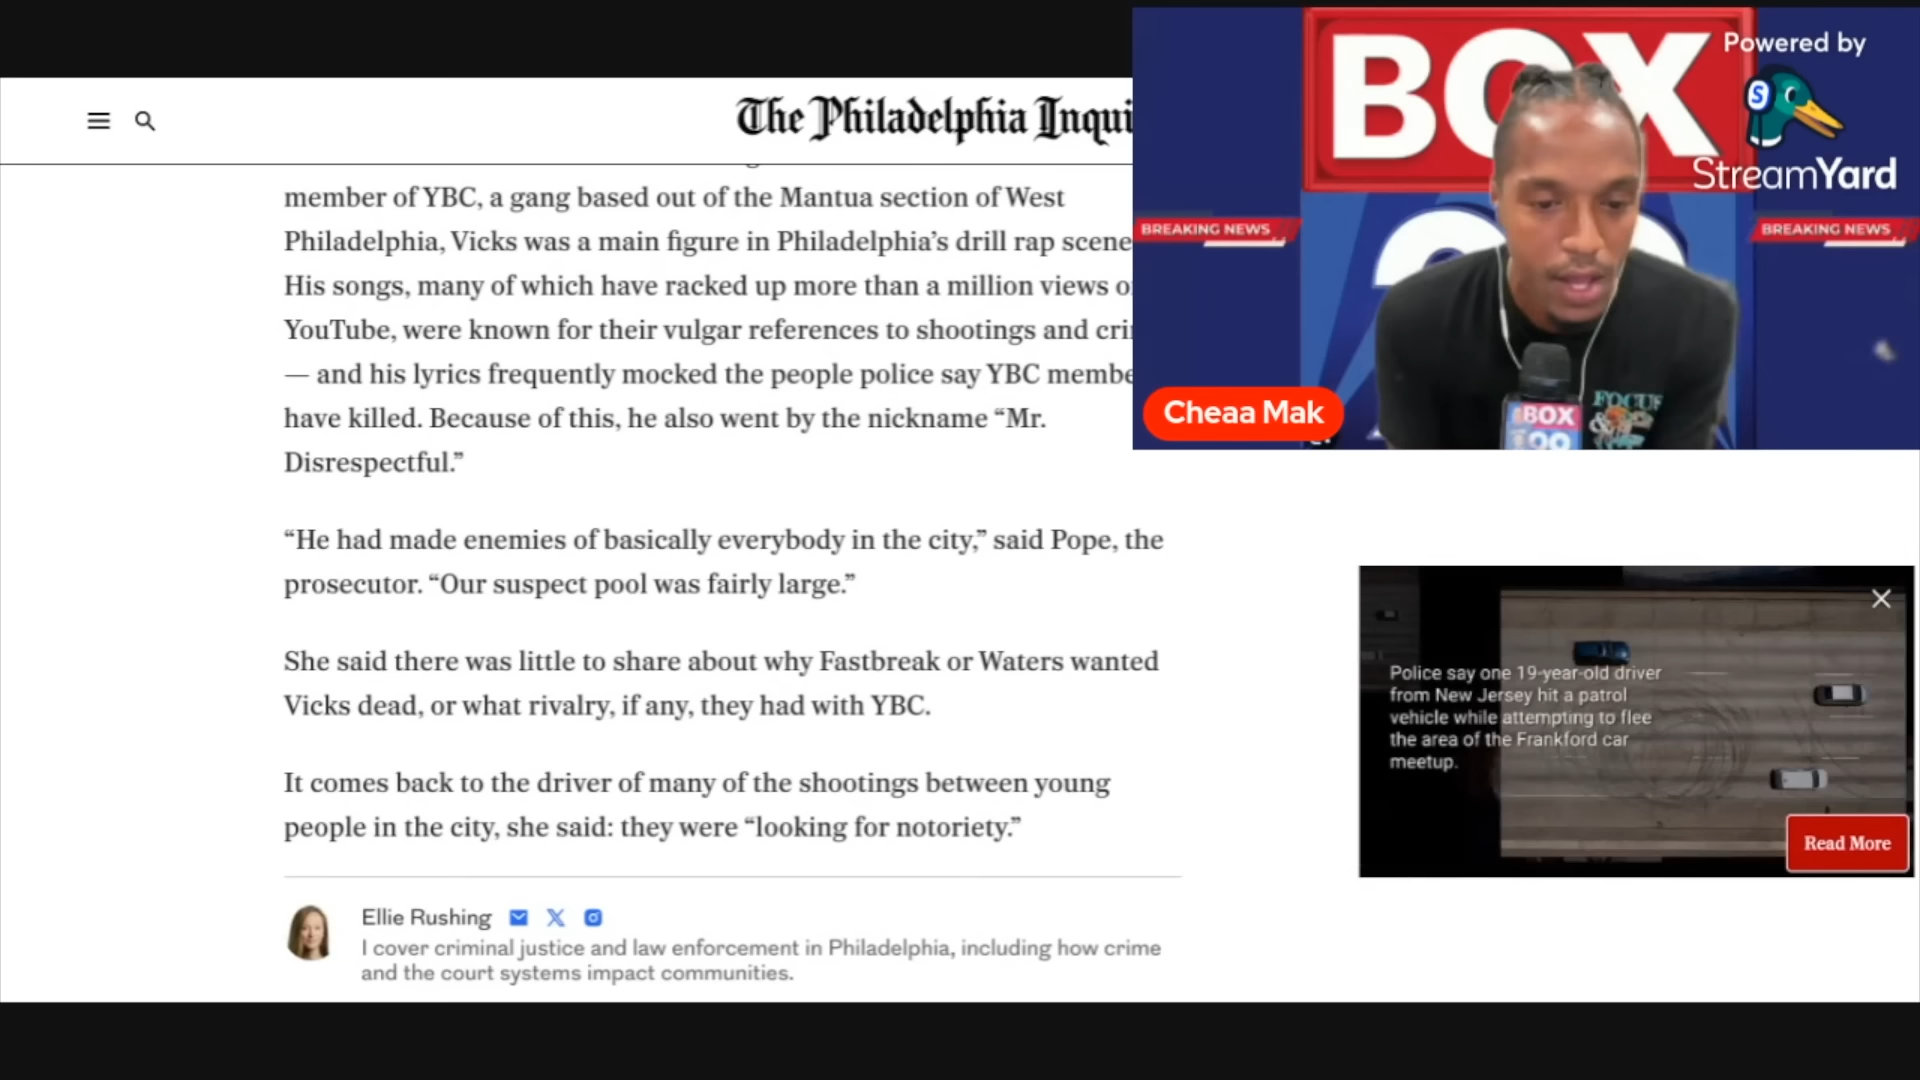 The Philadelphia Inqui
member of YBC, a gang based out of the Mantua section of West
Philadelphia, Vicks was a main figure in Philadelphia’s drill rap scene
His songs, many of which have racked up more than a million views o
YouTube, were known for their vulgar references to shootings and cri
— and his lyrics frequently mocked the people police say YBC membe
have killed. Because of this, he also went by the nickname “Mr.
Disrespectful.”
“He had made enemies of basically everybody in the city,” said Pope, the
prosecutor. “Our suspect pool was fairly large.”
She said there was little to share about why Fastbreak or Waters wanted
Vicks dead, or what rivalry, if any, they had with YBC.
It comes back to the driver of many of the shootings between young
people in the city, she said: they were “looking for notoriety.”
Ellie Rushing
I cover criminal justice and law enforcement in Philadelphia, including how crime
and the court systems impact communities.
BOX
Powered by
S
StreamYard
BREAKING NEWS
BREAKING NEWS
Cheaa Mak
FOCUS
&
BOX
99
Police say one 19-year-old driver
from New Jersey hit a patrol
vehicle while attempting to flee
the area of the Frankford car
meetup.
Read More